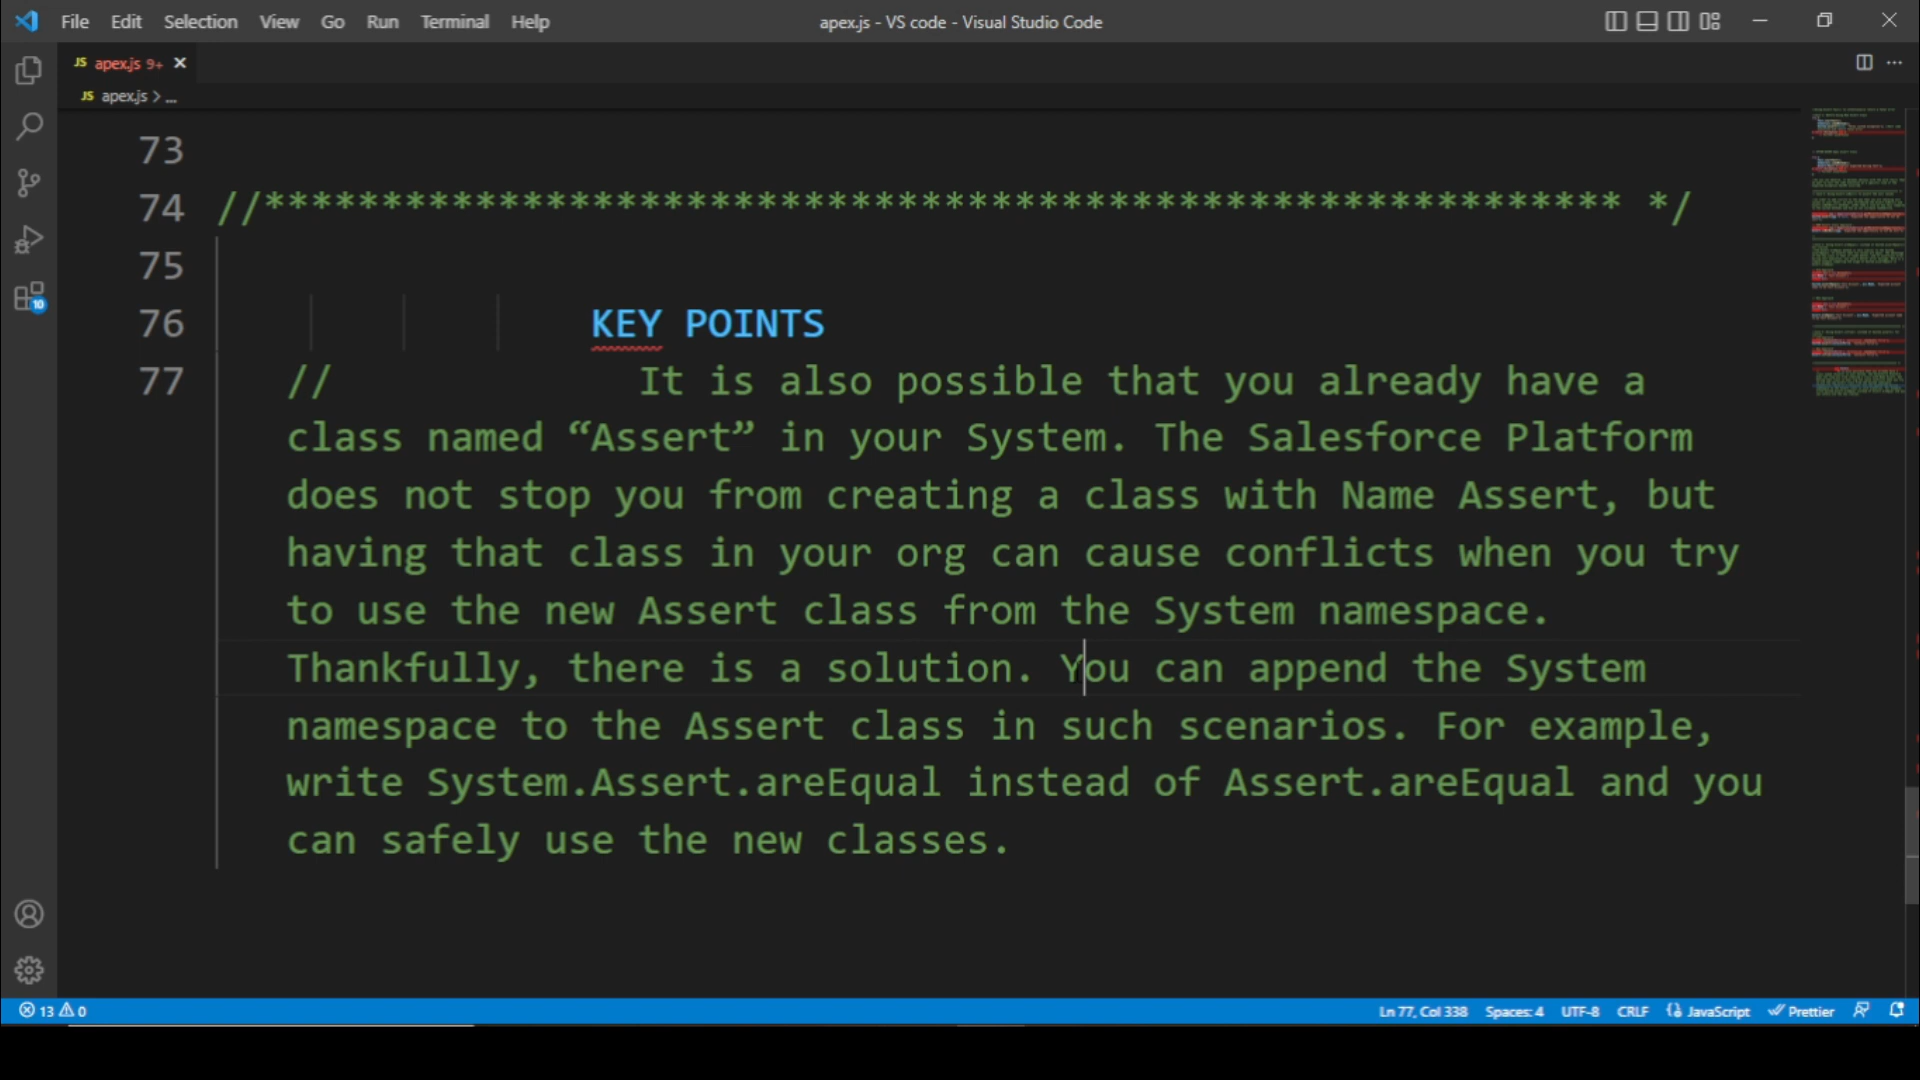 File Edit Selection View Go Run Terminal Help
apex.js - VS code - Visual Studio Code
JS apex.js 9+
JS apex.js > ...
73
74 //********************************************************** */
75
76 KEY POINTS
77 // It is also possible that you already have a
class named “Assert” in your System. The Salesforce Platform
does not stop you from creating a class with Name Assert, but
having that class in your org can cause conflicts when you try
to use the new Assert class from the System namespace.
Thankfully, there is a solution. You can append the System
namespace to the Assert class in such scenarios. For example,
write System.Assert.areEqual instead of Assert.areEqual and you
can safely use the new classes.
10
13 0
Ln 77, Col 338 Spaces: 4 UTF-8 CRLF JavaScript Prettier